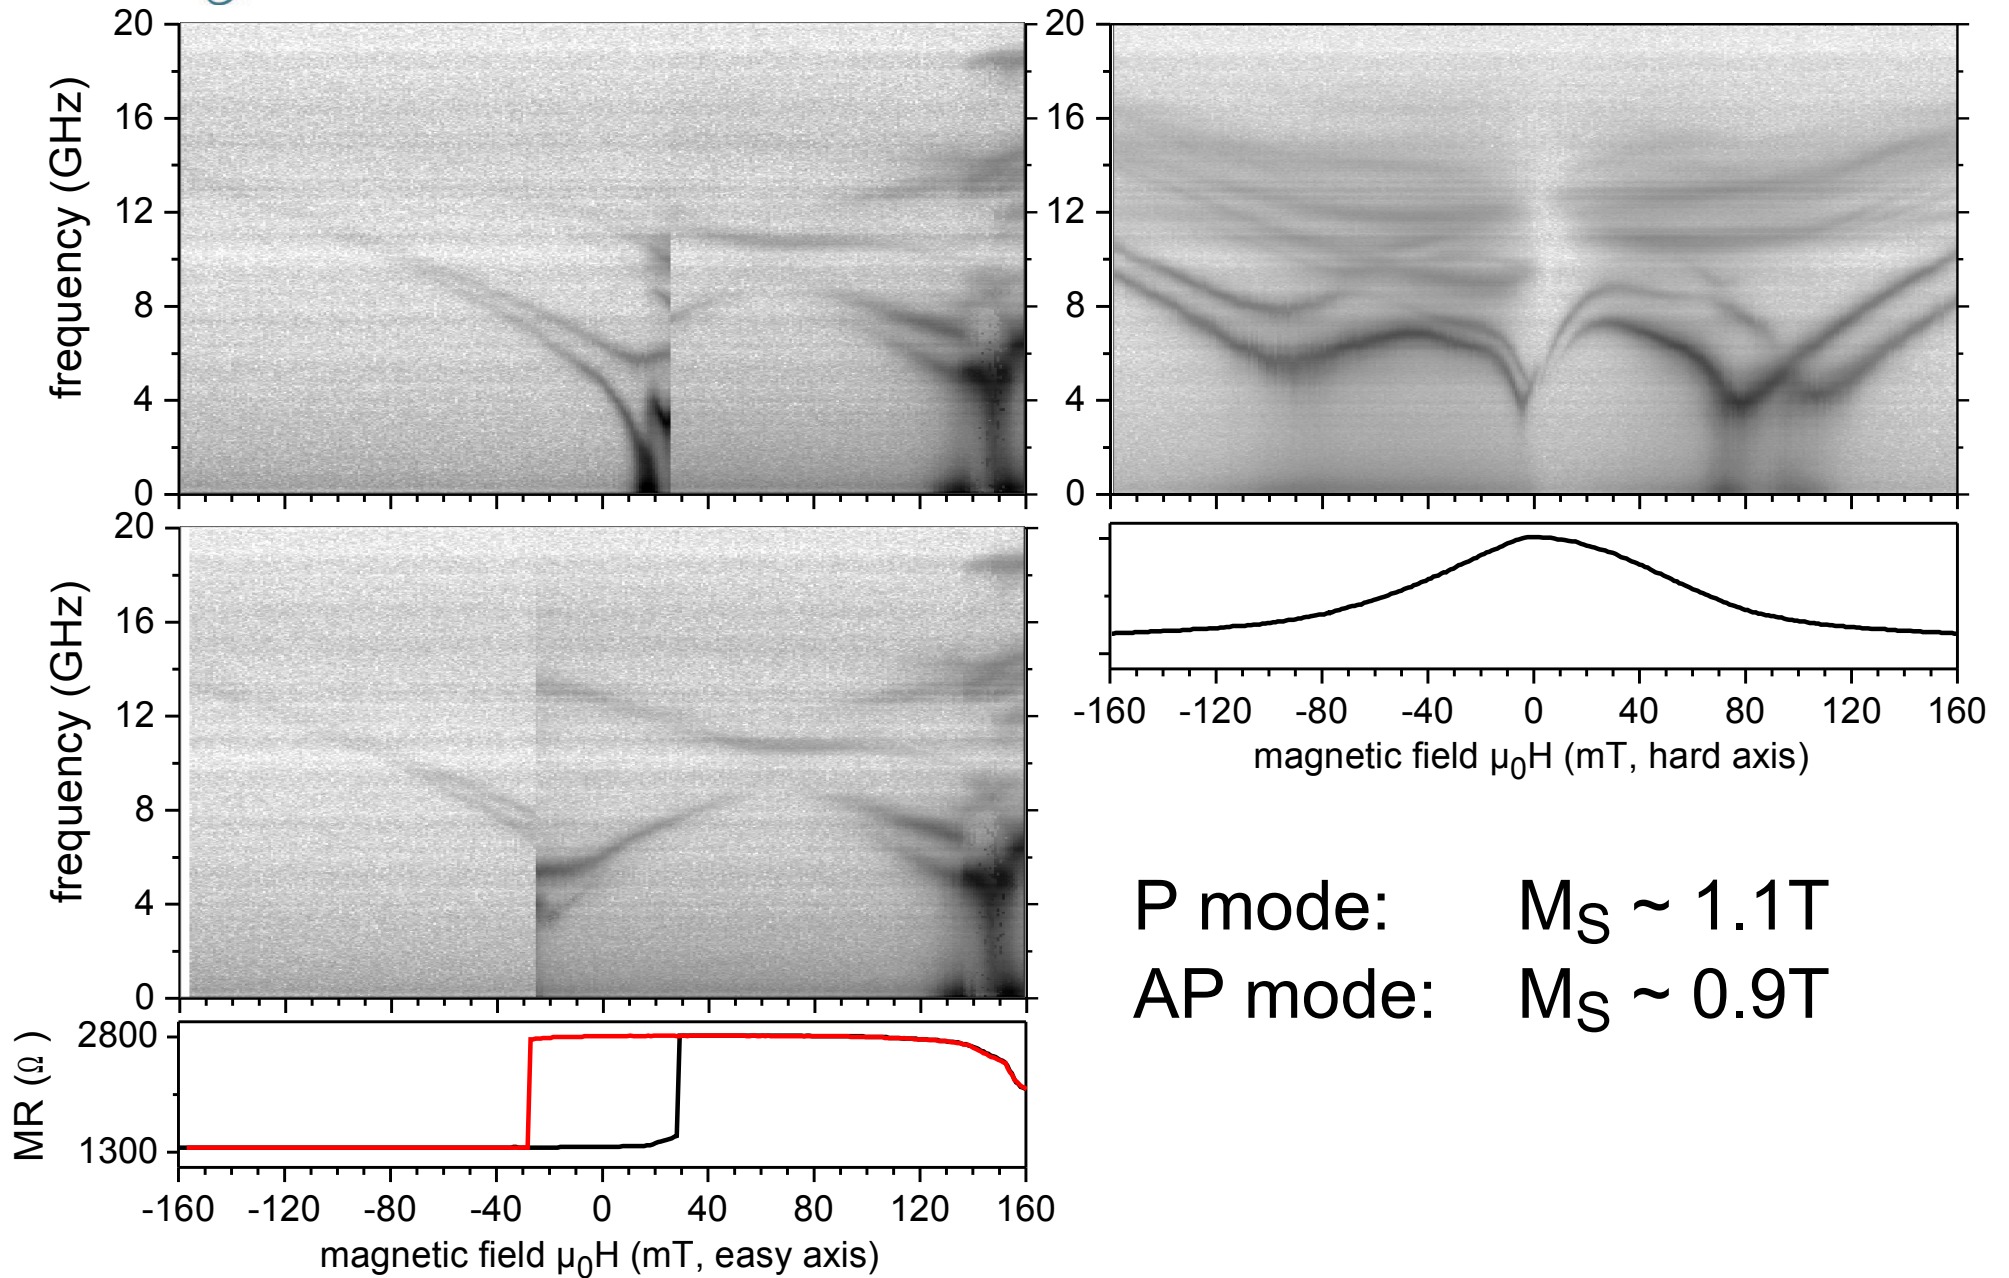 20
16
12
8
4
0
frequency (GHz)
20
16
12
8
4
0
frequency (GHz)
2800
1300
MR (Ω )
-160 -120 -80 -40 0 40 80 120 160
magnetic field µ0H (mT, easy axis)
20
16
12
8
4
0
-160 -120 -80 -40 0 40 80 120 160
magnetic field µ0H (mT, hard axis)
P mode: MS ~ 1.1T
AP mode: MS ~ 0.9T